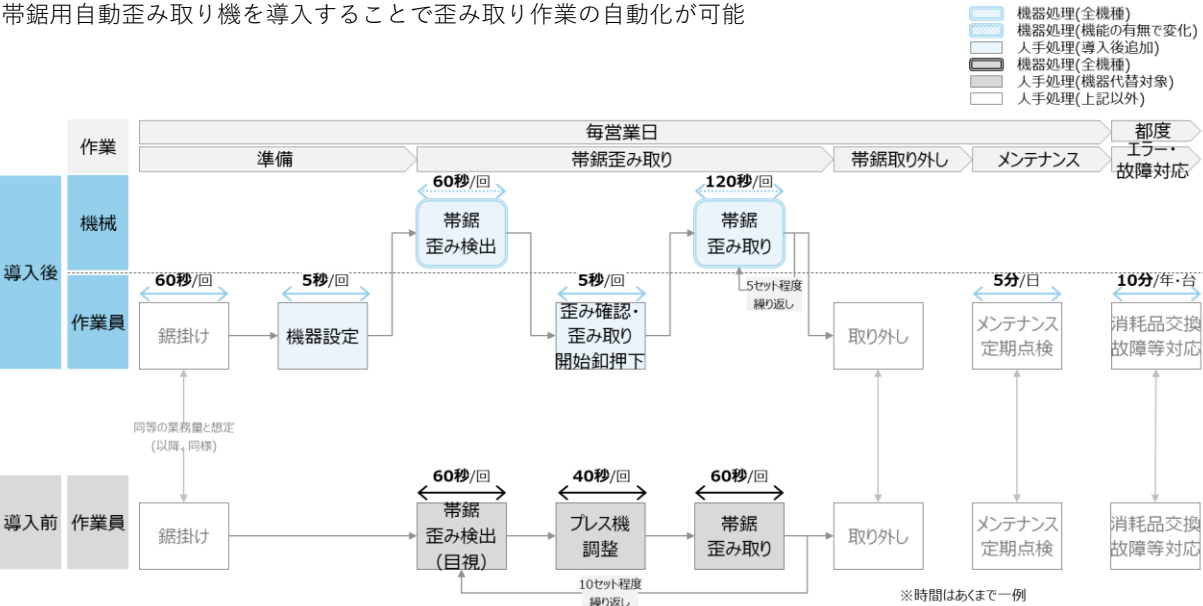 帯鋸用自動歪み取り機を導入することで歪み取り作業の自動化が可能
機器処理(全機種)
機器処理(機能の有無で変化)
人手処理(導入後追加)
機器処理(全機種)
人手処理(機器代替対象)
人手処理(上記以外)
作業
毎営業日
都度
準備
帯鋸歪み取り
帯鋸取り外し
メンテナンス
エラー・
故障対応
導入後
機械
60秒/回
帯鋸
歪み検出
120秒/回
帯鋸
歪み取り
5セット程度
繰り返し
作業員
60秒/回
鋸掛け
5秒/回
機器設定
5秒/回
歪み確認・
歪み取り
開始釦押下
取り外し
5分/日
メンテナンス
定期点検
10分/年・台
消耗品交換
故障等対応
同等の業務量と想定
(以降、同様)
導入前
作業員
鋸掛け
60秒/回
帯鋸
歪み検出
(目視)
40秒/回
プレス機
調整
60秒/回
帯鋸
歪み取り
10セット程度
繰り返し
取り外し
メンテナンス
定期点検
消耗品交換
故障等対応
※時間はあくまで一例